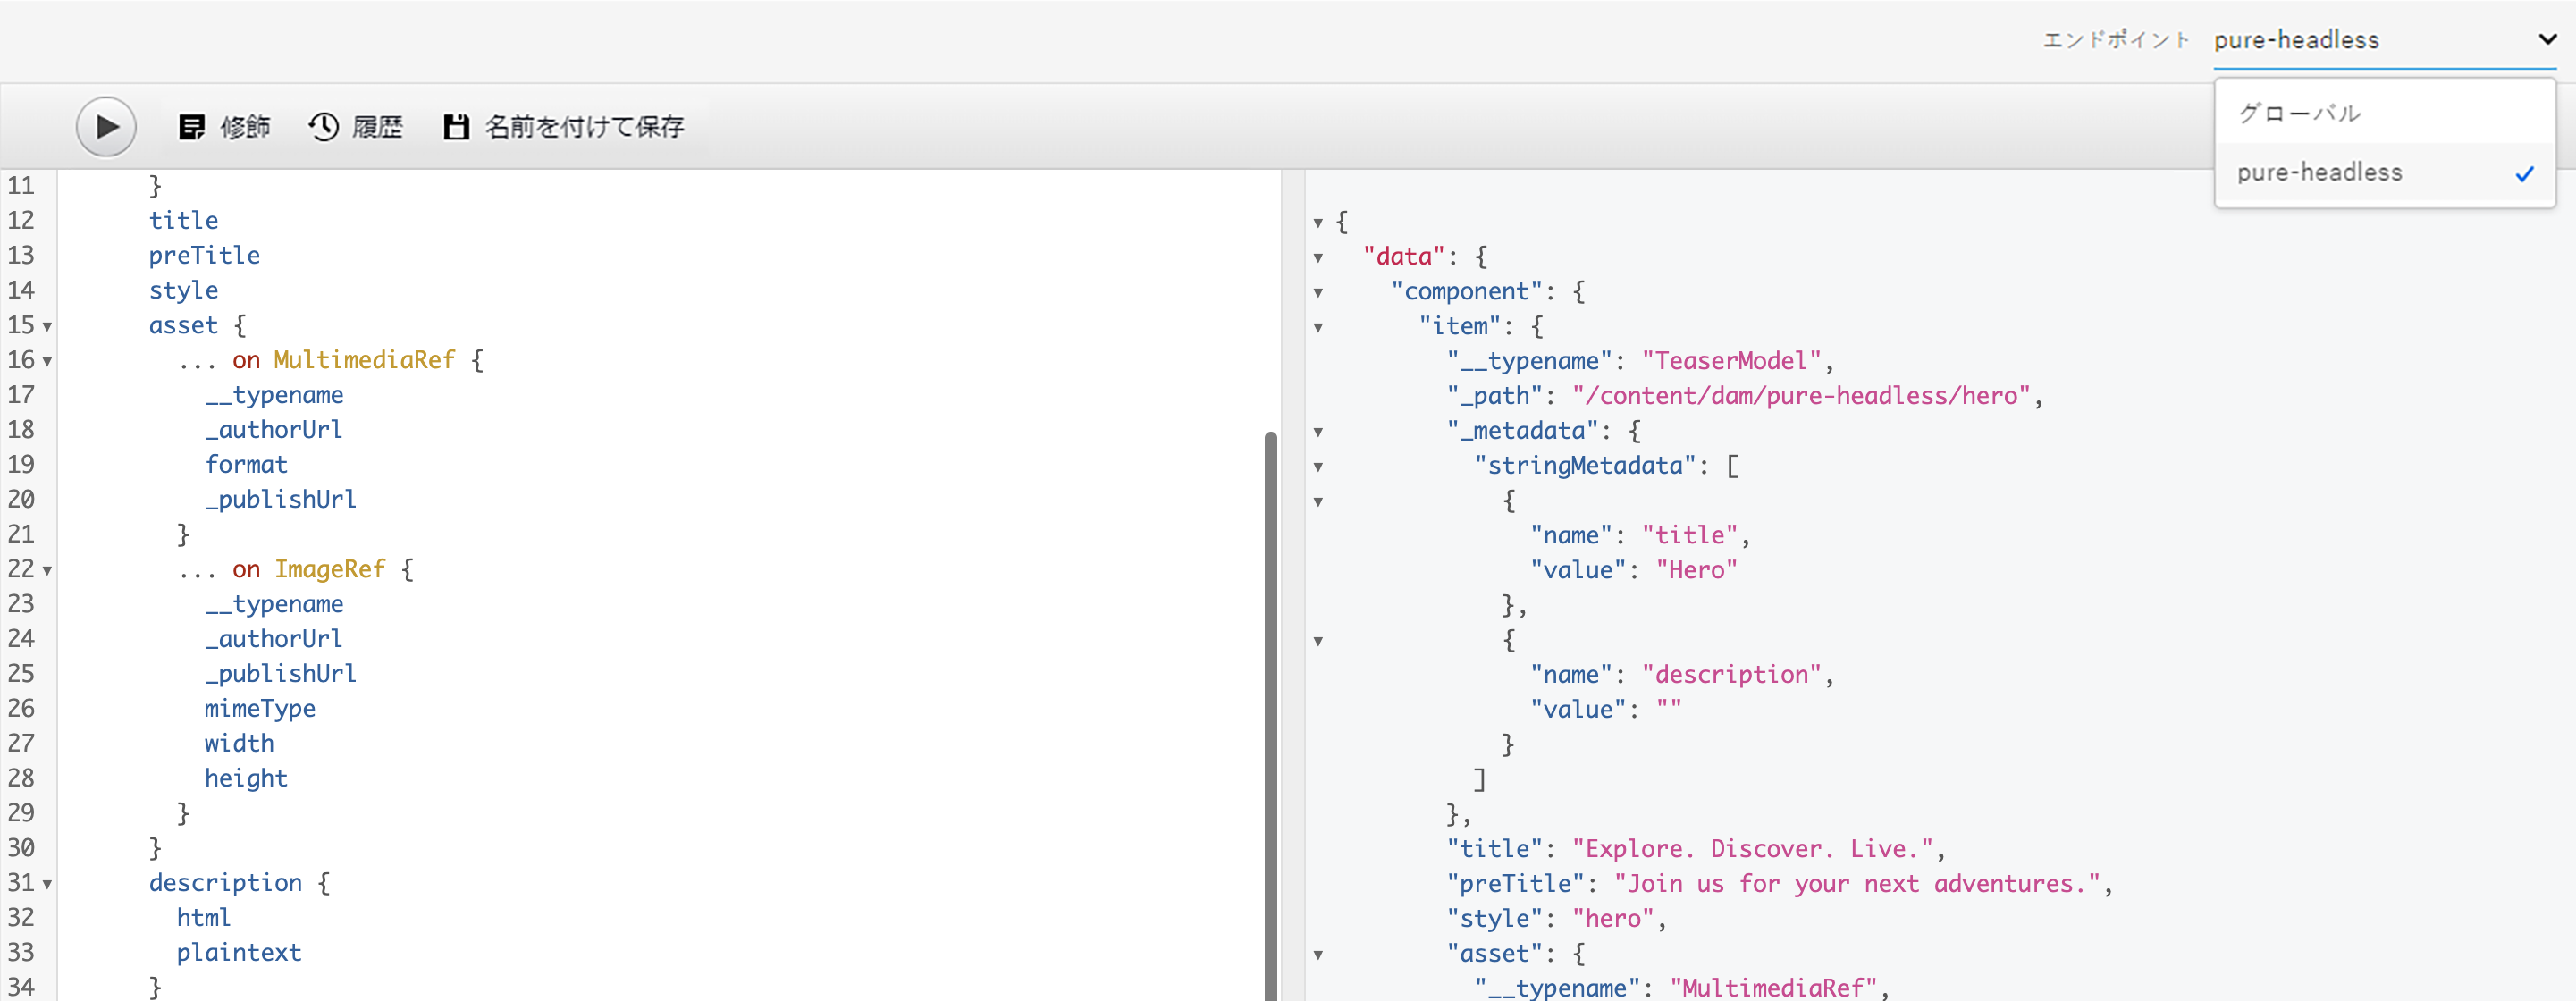 エンドポイント pure-headless
グローバル
pure-headless
修飾 履歴 名前を付けて保存
11 }
12 title
13 preTitle
14 style
15 asset {
16 ... on MultimediaRef {
17 __typename
18 _authorUrl
19 format
20 _publishUrl
21 }
22 ... on ImageRef {
23 __typename
24 _authorUrl
25 _publishUrl
26 mimeType
27 width
28 height
29 }
30 }
31 description {
32 html
33 plaintext
34 }
{
"data": {
"component": {
"item": {
"__typename": "TeaserModel",
"_path": "/content/dam/pure-headless/hero",
"_metadata": {
"stringMetadata": [
{
"name": "title",
"value": "Hero"
},
{
"name": "description",
"value": ""
}
]
},
"title": "Explore. Discover. Live.",
"preTitle": "Join us for your next adventures.",
"style": "hero",
"asset": {
"__typename": "MultimediaRef",